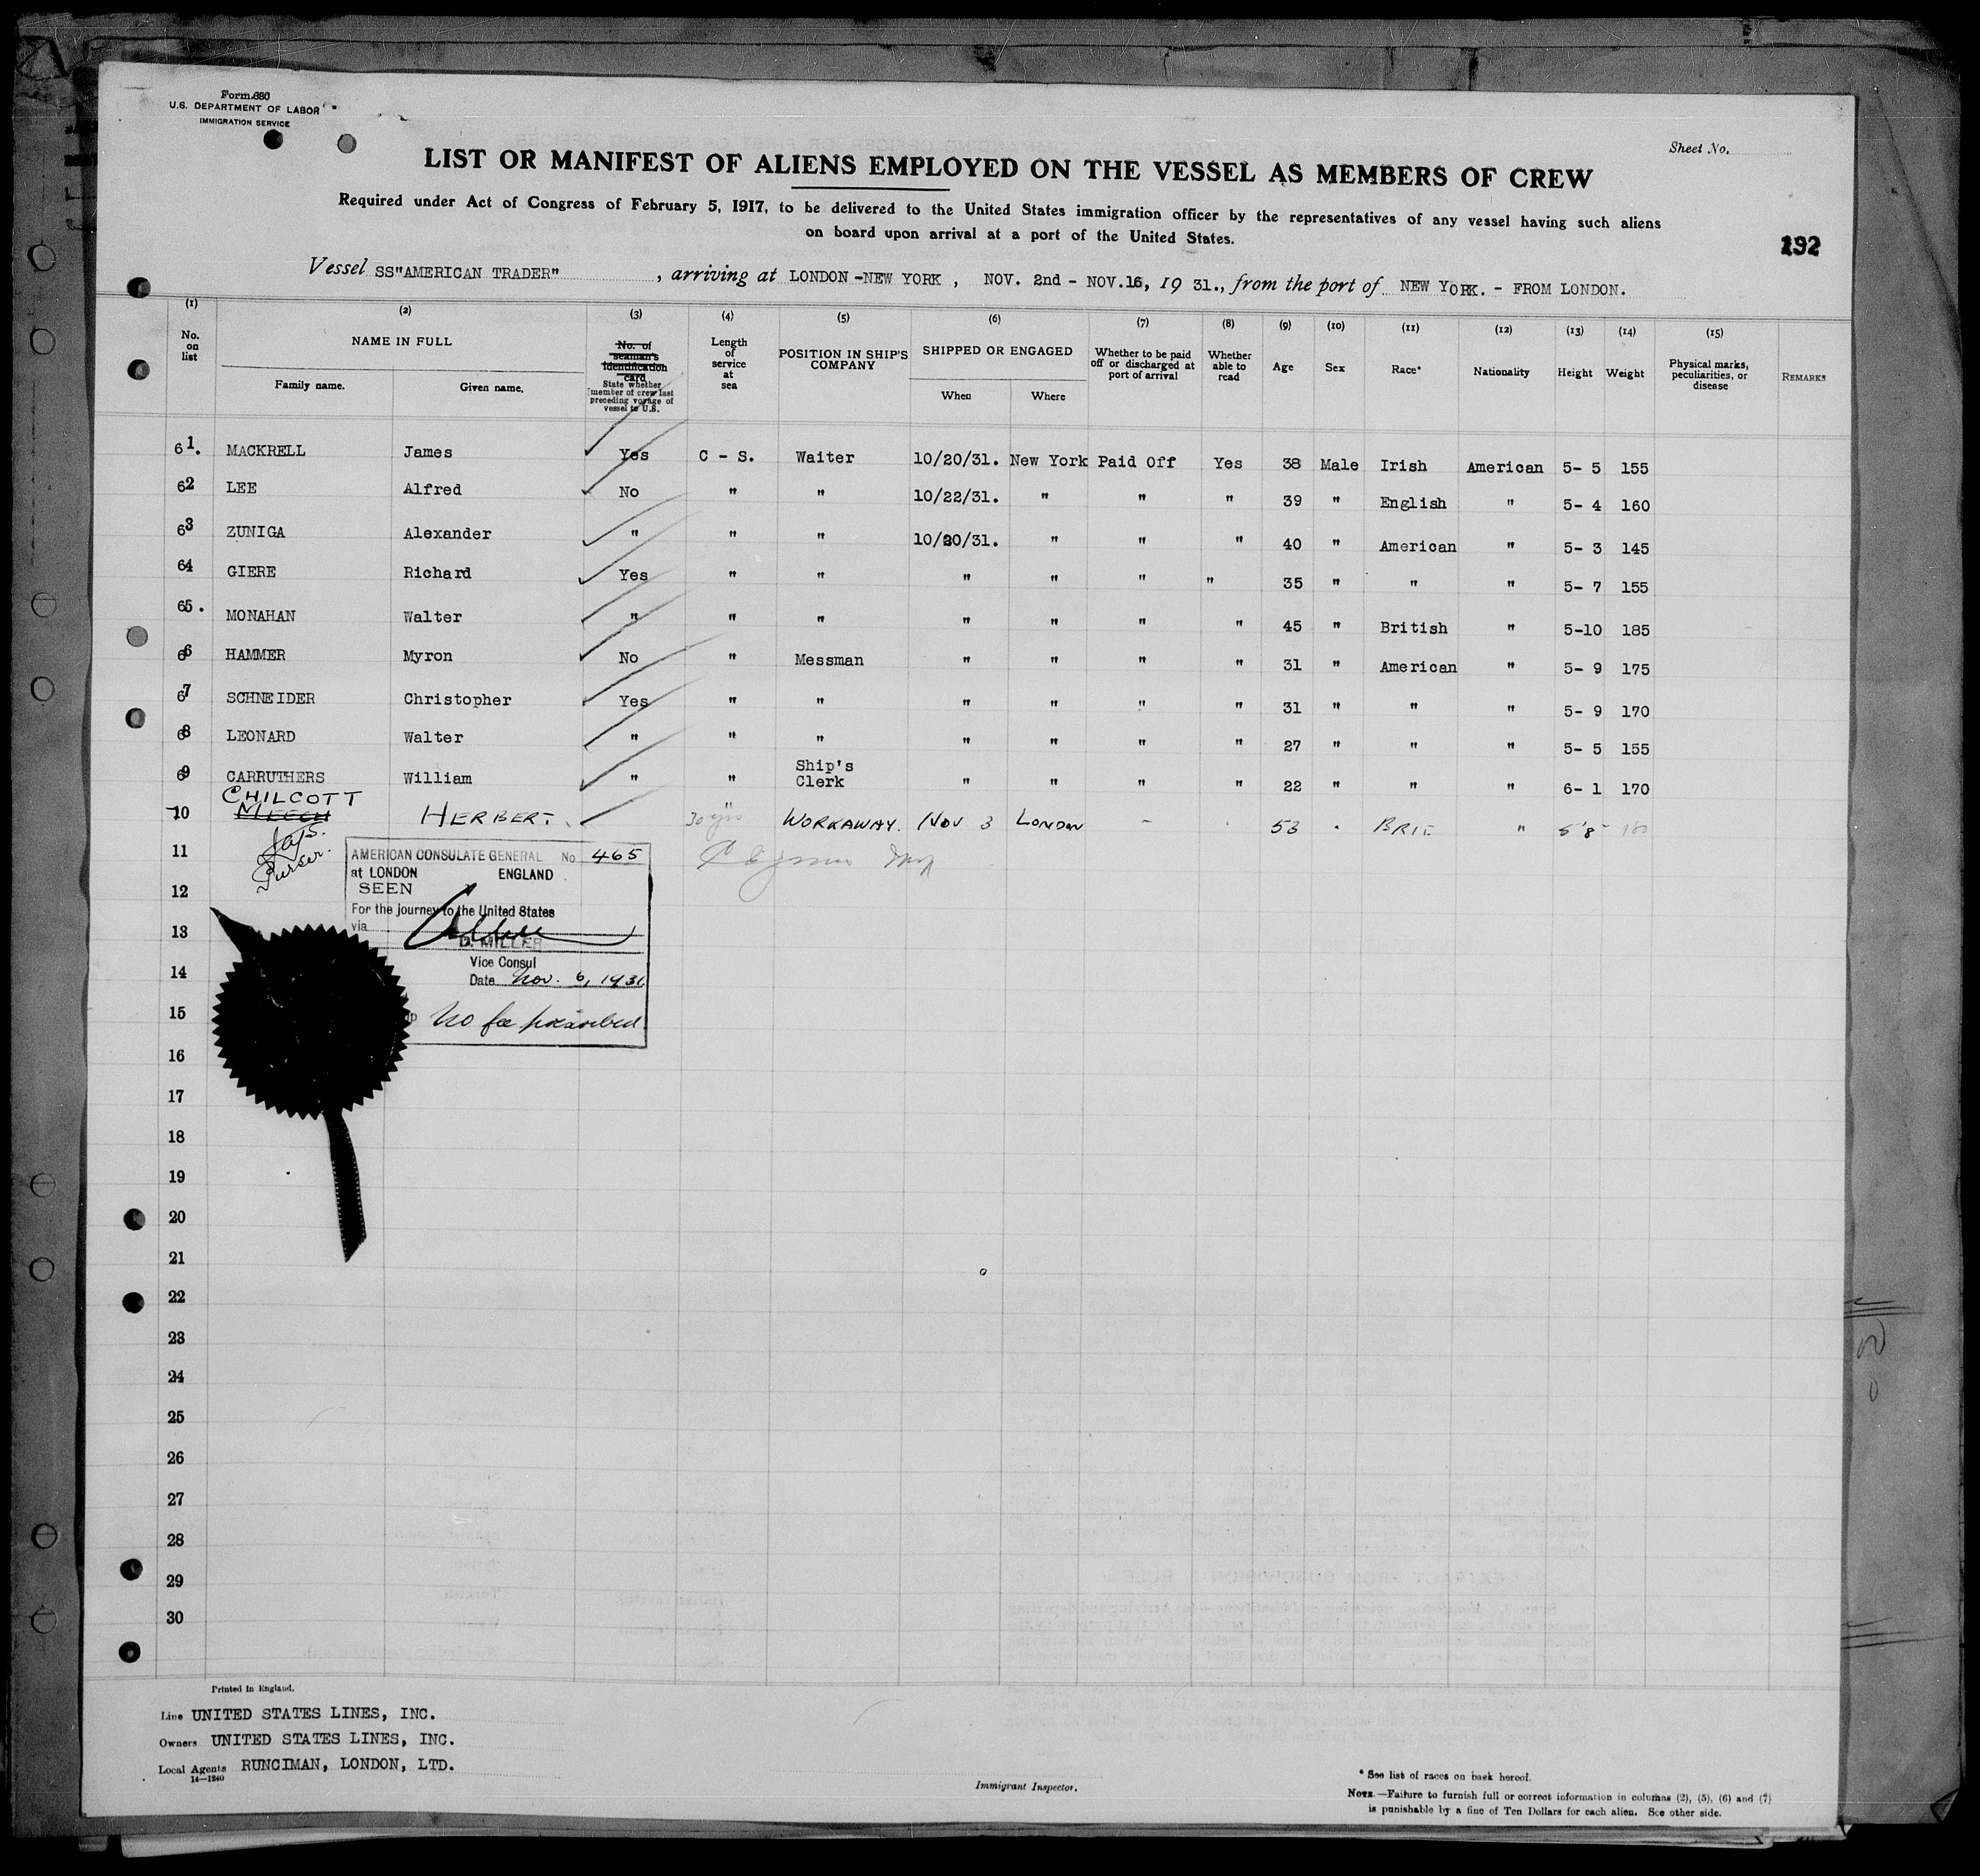 Form 680
U.S. DEPARTMENT OF LABOR
IMMIGRATION SERVICE
Sheet No.
LIST OR MANIFEST OF ALIENS EMPLOYED ON THE VESSEL AS MEMBERS OF CREW
Required under Act of Congress of February 5, 1917, to be delivered to the United States immigration officer by the representatives of any vessel having such aliens
on board upon arrival at a port of the United States.
192
Vessel SS"AMERICAN TRADER", arriving at LONDON-NEW YORK, NOV. 2nd - NOV.16, 1931., from the port of NEW YORK. - FROM LONDON.
(1) (2) (3) (4) (5) (6) (7) (8) (9) (10) (11) (12) (13) (14) (15)
No. on list NAME IN FULL No. of seaman's identification card State whether member of crew last preceding voyage of vessel to U.S. Length of service at sea POSITION IN SHIP'S COMPANY SHIPPED OR ENGAGED Whether to be paid off or discharged at port of arrival Whether able to read Age Sex Race* Nationality Height Weight Physical marks, peculiarities, or disease REMARKS
Family name. Given name. When Where
61. MACKRELL James Yes C - S. Waiter 10/20/31. New York Paid Off Yes 38 Male Irish American 5- 5 155
62 LEE Alfred No " " 10/22/31. " " " 39 " English " 5- 4 160
63 ZUNIGA Alexander " " " 10/20/31. " " " 40 " American " 5- 3 145
64 GIERE Richard Yes " " " " " " 35 " " " 5- 7 155
65. MONAHAN Walter " " " " " " " 45 " British " 5-10 185
66 HAMMER Myron No " Messman " " " " 31 " American " 5- 9 175
67 SCHNEIDER Christopher Yes " " " " " " 31 " " " 5- 9 170
68 LEONARD Walter " " " " " " " 27 " " " 5- 5 155
69 CARRUTHERS William " " Ship's Clerk " " " " 22 " " " 6- 1 170
CHILCOTT
70 MEECH HERBERT. 30 yrs WORKAWAY. NOV 3 LONDON - 53 " BRIT. " 5'8" 180
Purser.
11
12
13
14
15
16
17
18
19
20
21
22
23
24
25
26
27
28
29
30
AMERICAN CONSULATE GENERAL No 465
at LONDON ENGLAND
SEEN
For the journey to the United States
via
D. MILLER
Vice Consul
Date Nov. 6, 1931
No fee prescribed
Printed in England.
Line UNITED STATES LINES, INC.
Owners UNITED STATES LINES, INC.
Local Agents RUNCIMAN, LONDON, LTD.
14—1240
Immigrant Inspector.
* See list of races on back hereof.
NOTE.—Failure to furnish full or correct information in columns (2), (5), (6) and (7)
is punishable by a fine of Ten Dollars for each alien. See other side.